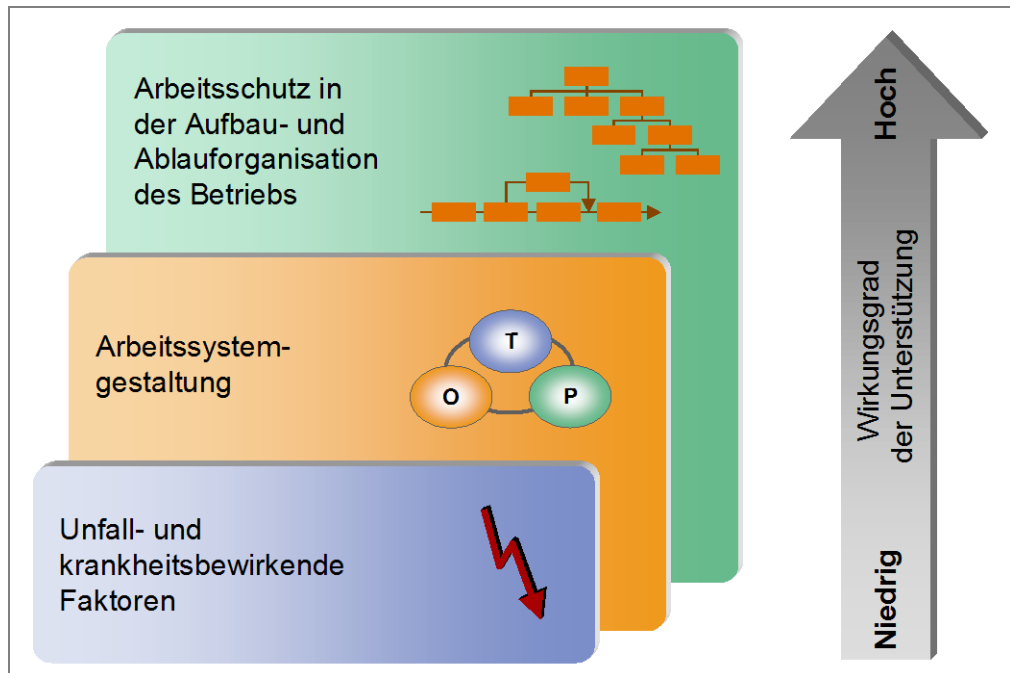 Arbeitsschutz in
der Aufbau- und
Ablauforganisation
des Betriebs
Arbeitssystem-
gestaltung
T
O
P
Unfall- und
krankheitsbewirkende
Faktoren
Hoch
Wirkungsgrad
der Unterstützung
Niedrig